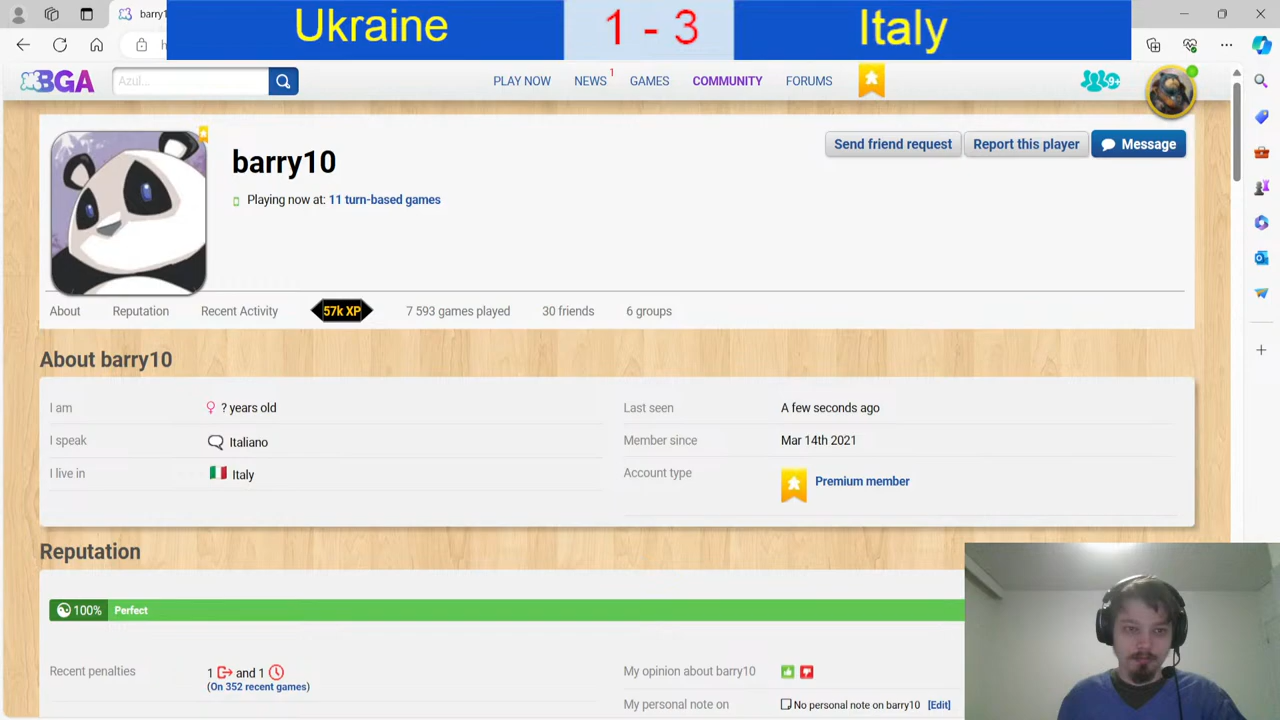 barry1
Ukraine 1 - 3 Italy
BGA Azul... PLAY NOW NEWS 1 GAMES COMMUNITY FORUMS 9+
barry10
Send friend request Report this player Message
Playing now at: 11 turn-based games
About Reputation Recent Activity 57k XP 7 593 games played 30 friends 6 groups
About barry10
I am ? years old
I speak Italiano
I live in Italy
Last seen A few seconds ago
Member since Mar 14th 2021
Account type Premium member
Reputation
100% Perfect
Recent penalties 1 and 1
(On 352 recent games)
My opinion about barry10
My personal note on No personal note on barry10 [Edit]